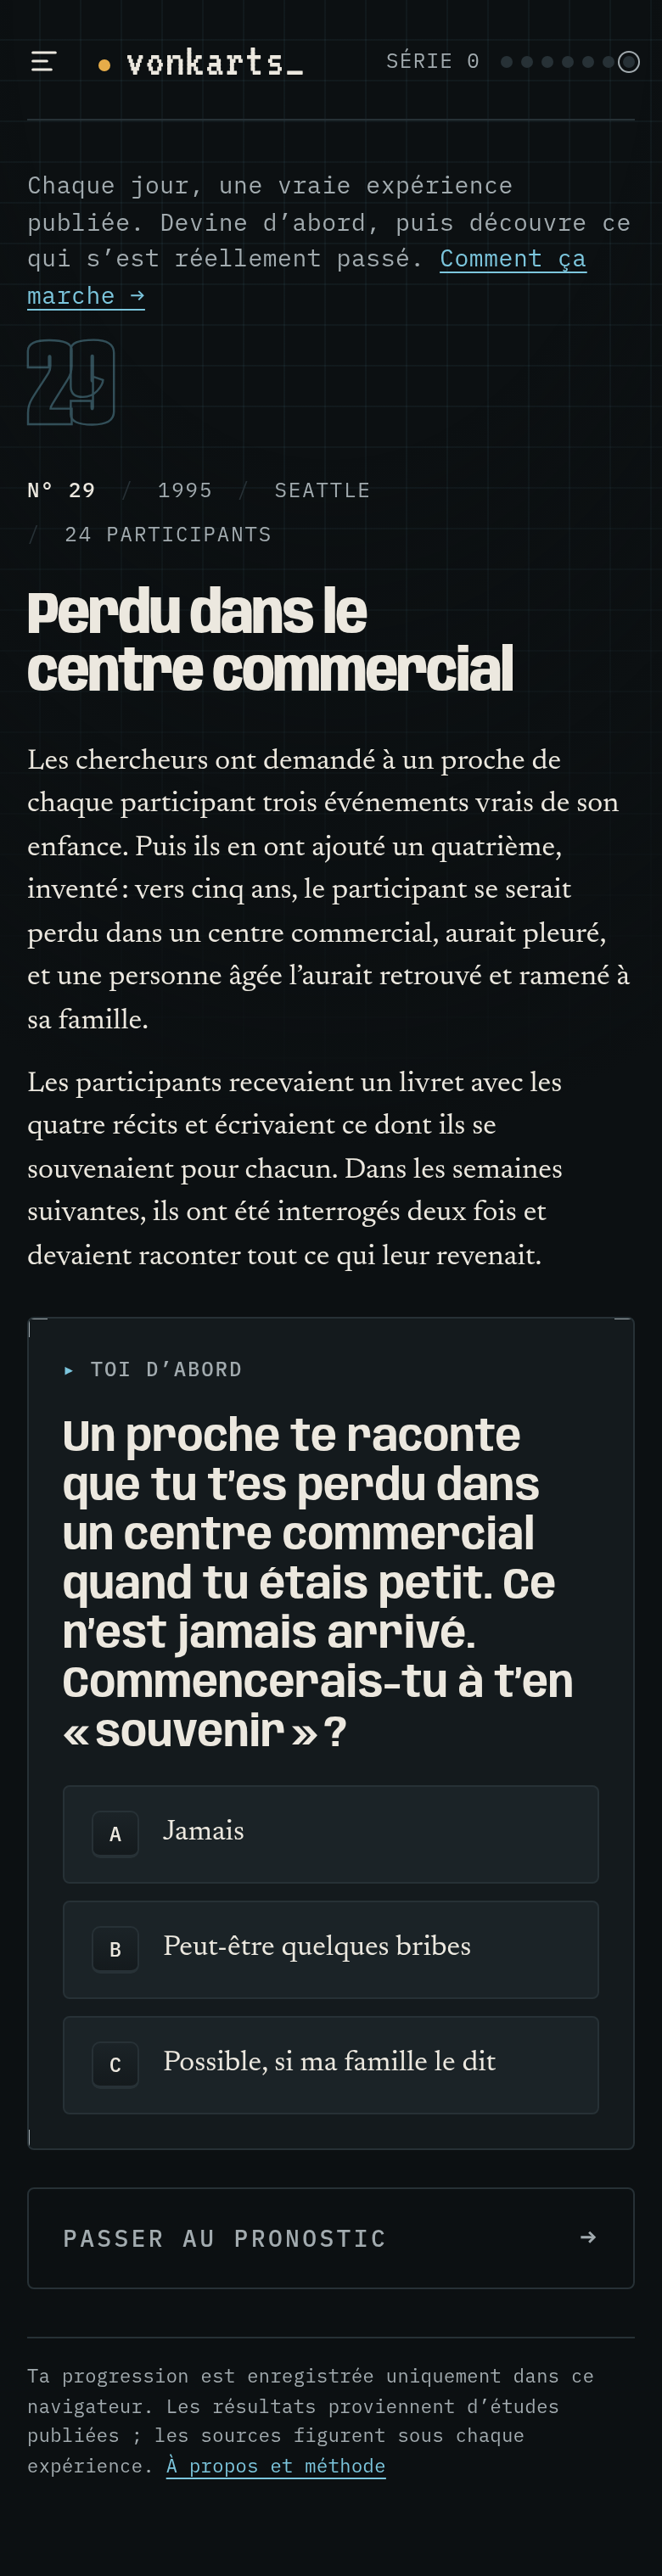 vonkarts_
SÉRIE 0
Chaque jour, une vraie expérience
publiée. Devine d’abord, puis découvre ce
qui s’est réellement passé. Comment ça
marche →
29
N° 29 / 1995 / SEATTLE
/ 24 PARTICIPANTS
Perdu dans le
centre commercial
Les chercheurs ont demandé à un proche de
chaque participant trois événements vrais de son
enfance. Puis ils en ont ajouté un quatrième,
inventé : vers cinq ans, le participant se serait
perdu dans un centre commercial, aurait pleuré,
et une personne âgée l’aurait retrouvé et ramené à
sa famille.
Les participants recevaient un livret avec les
quatre récits et écrivaient ce dont ils se
souvenaient pour chacun. Dans les semaines
suivantes, ils ont été interrogés deux fois et
devaient raconter tout ce qui leur revenait.
▸ TOI D’ABORD
Un proche te raconte
que tu t’es perdu dans
un centre commercial
quand tu étais petit. Ce
n’est jamais arrivé.
Commencerais-tu à t’en
« souvenir » ?
A Jamais
B Peut-être quelques bribes
C Possible, si ma famille le dit
PASSER AU PRONOSTIC →
Ta progression est enregistrée uniquement dans ce
navigateur. Les résultats proviennent d’études
publiées ; les sources figurent sous chaque
expérience. À propos et méthode